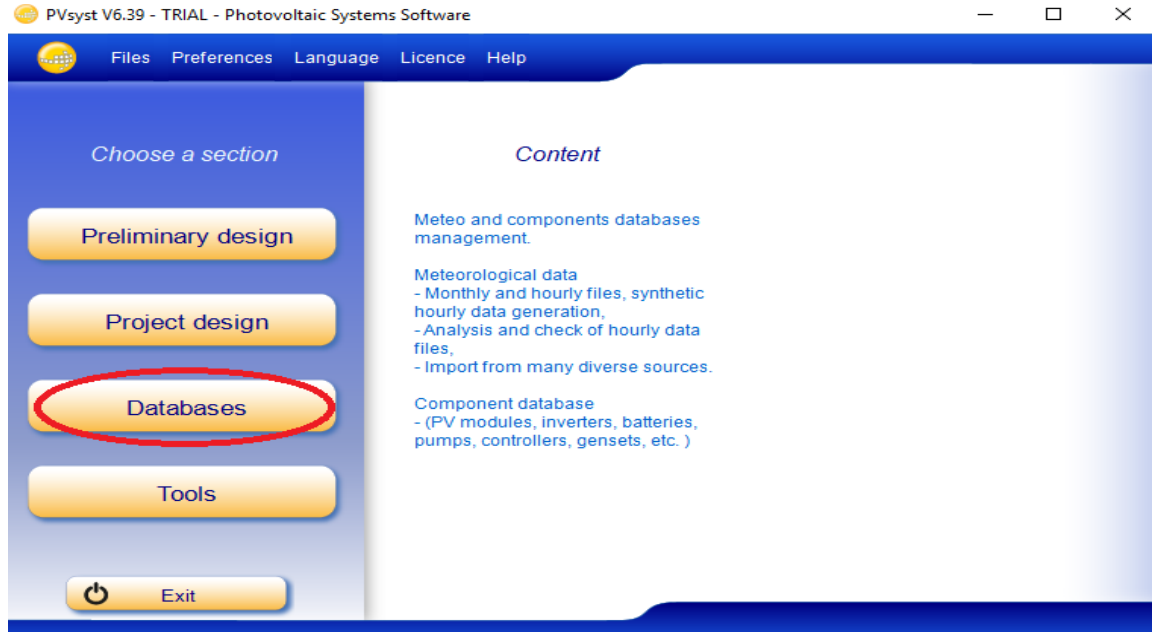 PVsyst V6.39 - TRIAL - Photovoltaic Systems Software
Files Preferences Language Licence Help
Choose a section
Preliminary design
Project design
Databases
Tools
Exit
Content
Meteo and components databases
management.
Meteorological data
- Monthly and hourly files, synthetic
hourly data generation,
- Analysis and check of hourly data
files,
- Import from many diverse sources.
Component database
- (PV modules, inverters, batteries,
pumps, controllers, gensets, etc. )